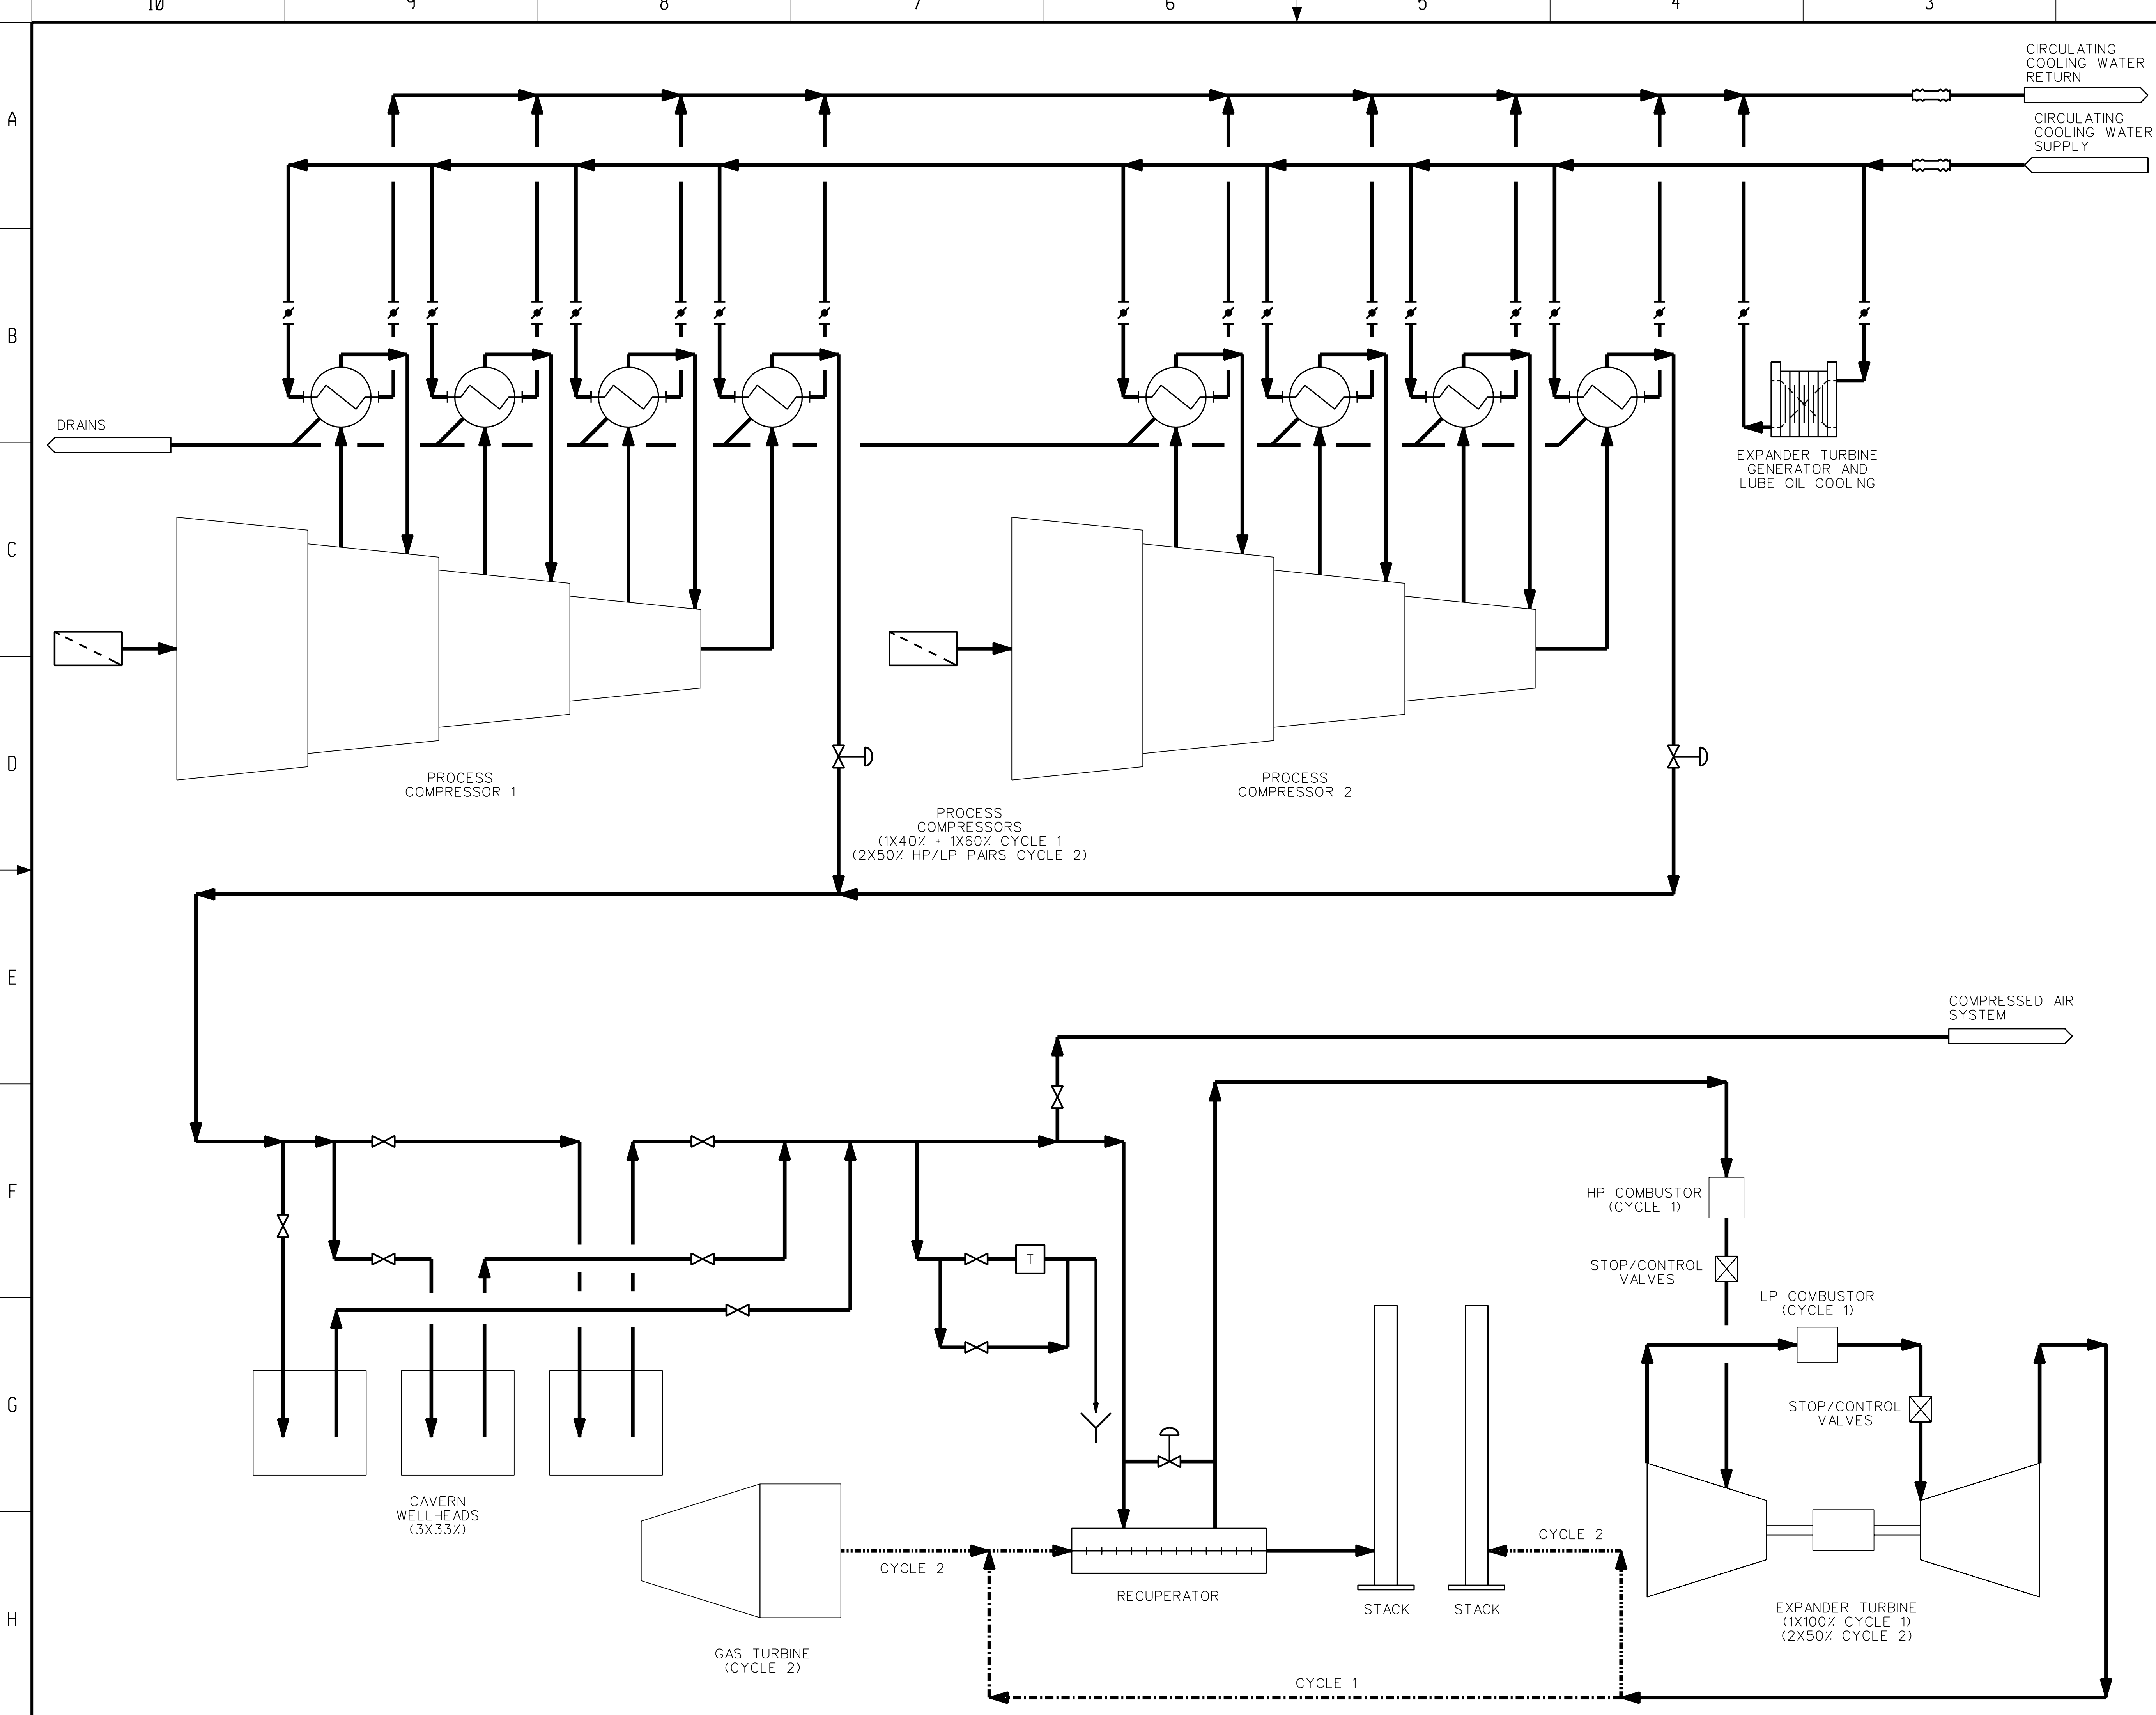 10 9 8 7 6 5 4 3
CIRCULATING
COOLING WATER
RETURN
A
CIRCULATING
COOLING WATER
SUPPLY
B
DRAINS
EXPANDER TURBINE
GENERATOR AND
LUBE OIL COOLING
C
D
PROCESS
COMPRESSOR 1
PROCESS
COMPRESSOR 2
PROCESS
COMPRESSORS
(1X40% + 1X60% CYCLE 1
(2X50% HP/LP PAIRS CYCLE 2)
E
COMPRESSED AIR
SYSTEM
F
HP COMBUSTOR
(CYCLE 1)
T
STOP/CONTROL
VALVES
LP COMBUSTOR
(CYCLE 1)
G
STOP/CONTROL
VALVES
CAVERN
WELLHEADS
(3X33%)
CYCLE 2
CYCLE 2
RECUPERATOR
STACK
STACK
EXPANDER TURBINE
(1X100% CYCLE 1)
(2X50% CYCLE 2)
H
GAS TURBINE
(CYCLE 2)
CYCLE 1